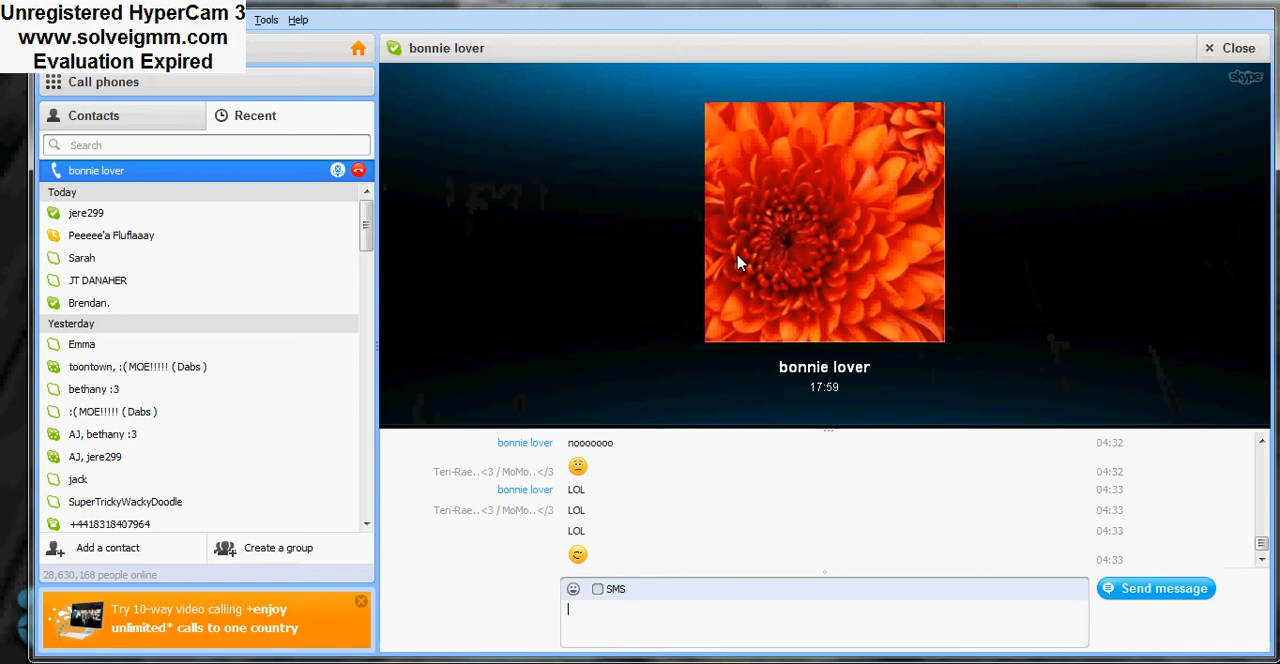 Unregistered HyperCam 3
www.solveigmm.com
Evaluation Expired
Tools Help
Call phones
Contacts
Recent
Search
bonnie lover
Today
jere299
Peeeee'a Fluflaaay
Sarah
JT DANAHER
Brendan.
Yesterday
Emma
toontown, :( MOE!!!!! ( Dabs )
bethany :3
:( MOE!!!!! ( Dabs )
AJ, bethany :3
AJ, jere299
jack
SuperTrickyWackyDoodle
+4418318407964
Add a contact
Create a group
28,630,168 people online
Try 10-way video calling +enjoy
unlimited* calls to one country
bonnie lover
Close
skype
bonnie lover
17:59
bonnie lover nooooooo 04:32
Teri-Rae..<3 / MoMo..</3 04:32
bonnie lover LOL 04:33
Teri-Rae..<3 / MoMo..</3 LOL 04:33
LOL 04:33
04:33
SMS
Send message